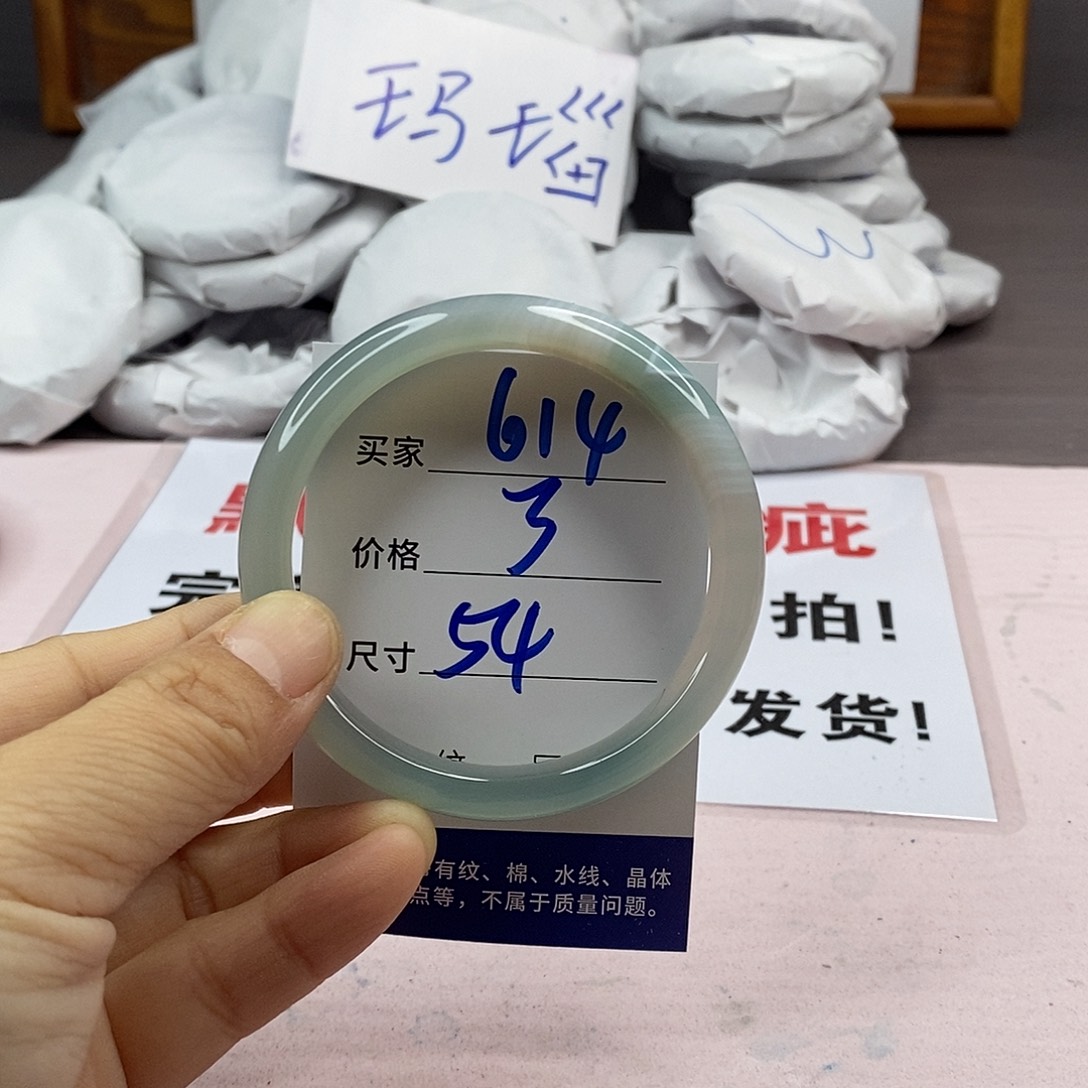 玛瑙
W
买家 614
价格 3
尺寸 54
疵
拍！
发货！
有纹、棉、水线、晶体
点等，不属于质量问题。